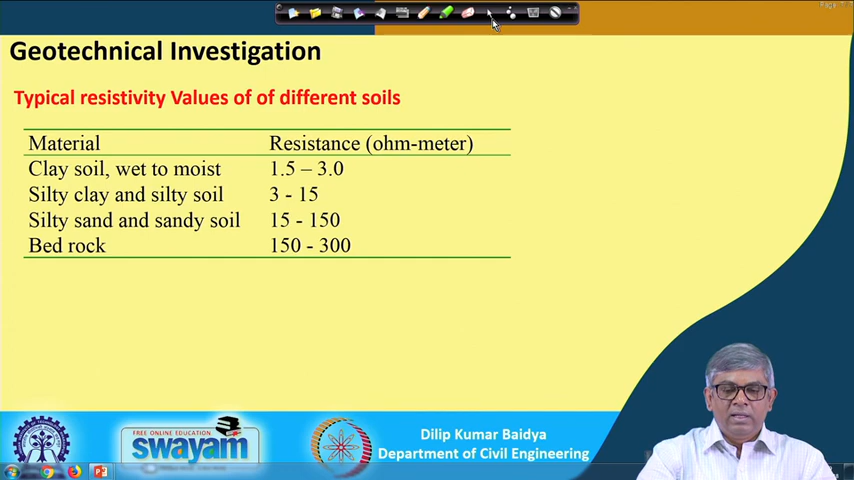 Geotechnical Investigation
Typical resistivity Values of of different soils
Material Resistance (ohm-meter)
Clay soil, wet to moist 1.5 – 3.0
Silty clay and silty soil 3 - 15
Silty sand and sandy soil 15 - 150
Bed rock 150 - 300
FREE ONLINE EDUCATION
swayam
Dilip Kumar Baidya
Department of Civil Engineering